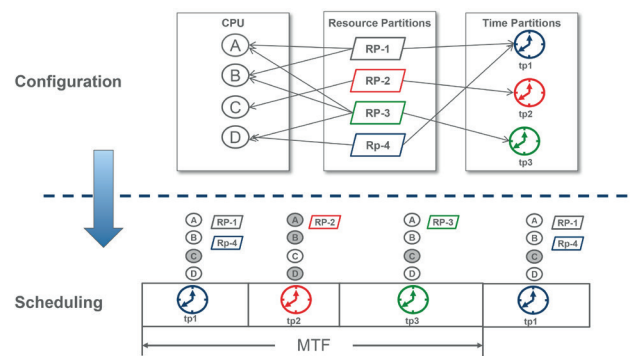 CPU
Resource Partitions
Time Partitions
A
B
C
D
RP-1
RP-2
RP-3
Rp-4
tp1
tp2
tp3
Configuration
A RP-1
B Rp-4
C
D
A RP-2
B
C
D
A RP-3
B
C
D
A RP-1
B Rp-4
C
D
Scheduling
tp1
tp2
tp3
tp1
MTF